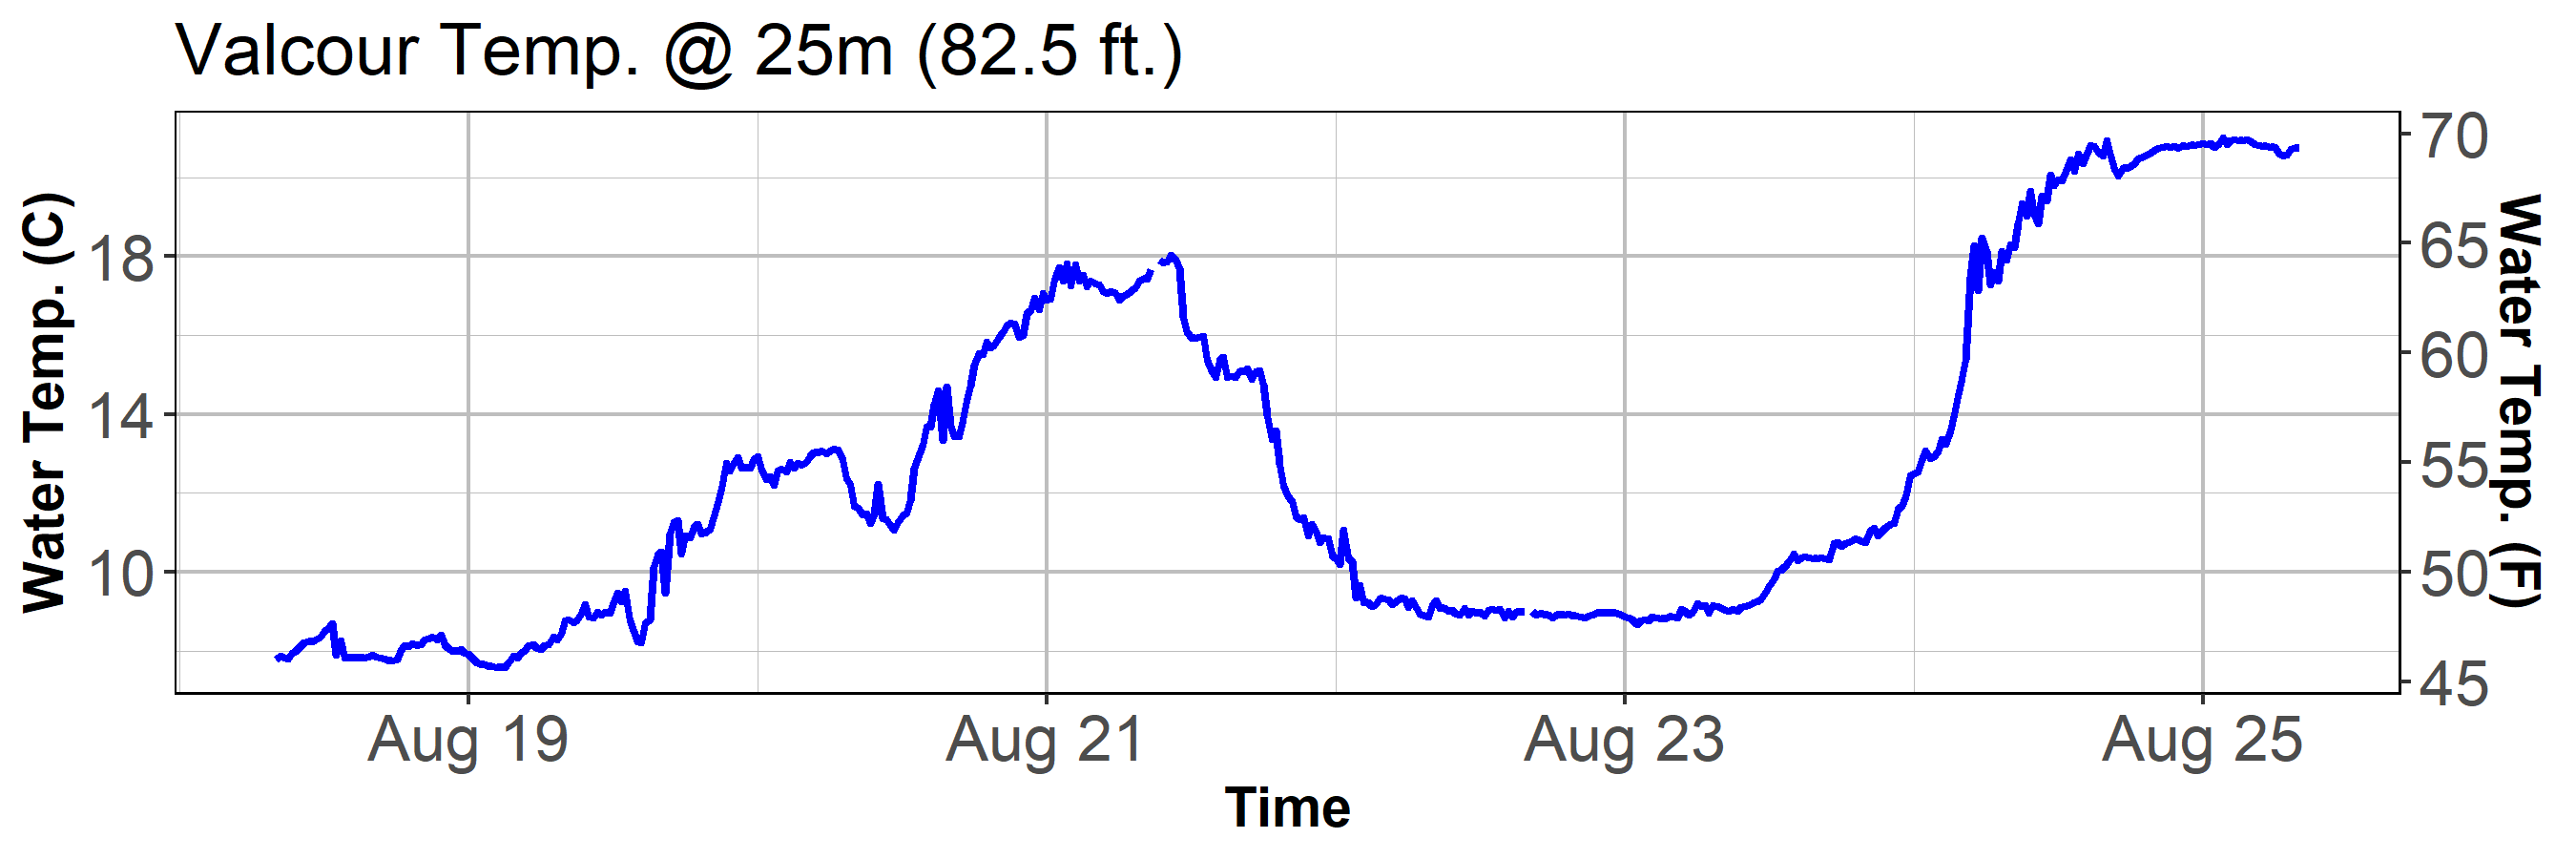 Valcour Temp. @ 25m (82.5 ft.)
Water Temp. (C)
18
14
10
70
65
60
55
50
45
Water Temp. (F)
Aug 19 Aug 21 Aug 23 Aug 25
Time